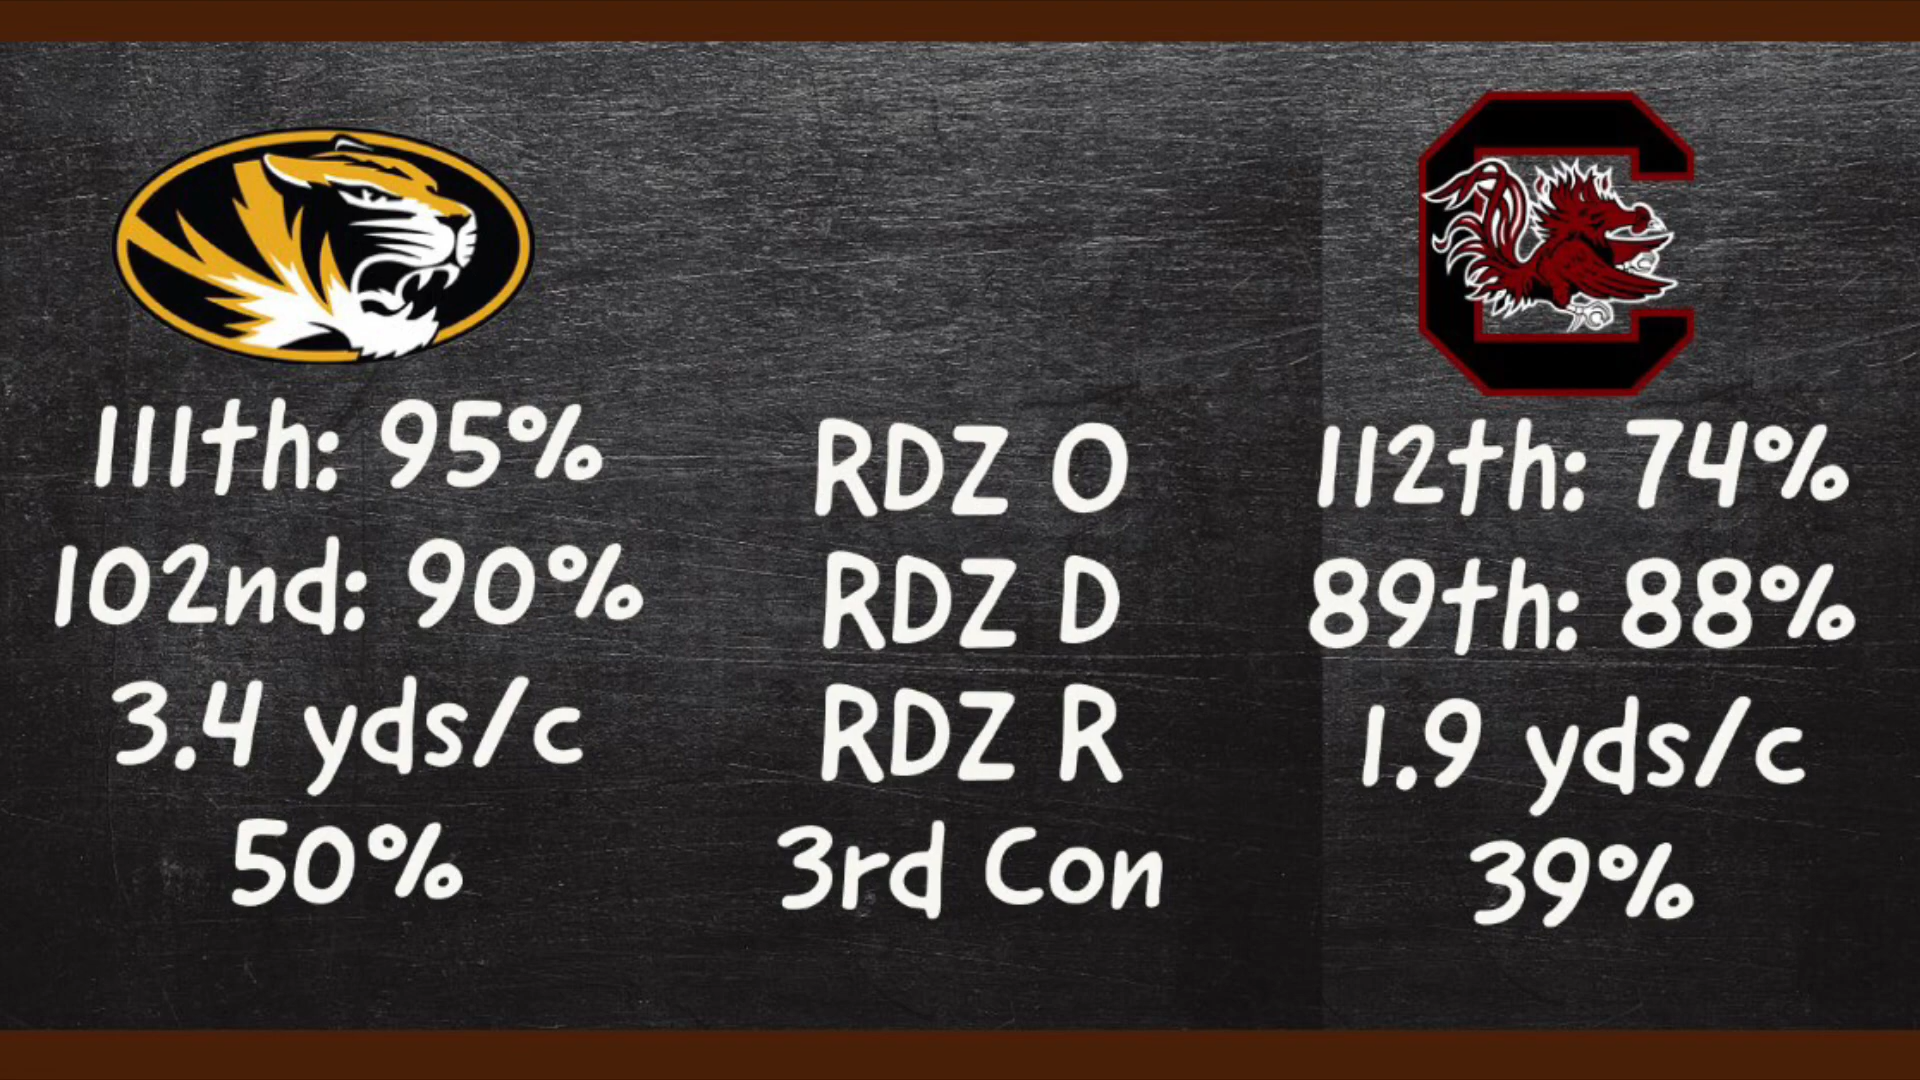 111th: 95% RDZ O 112th: 74%
102nd: 90% RDZ D 89th: 88%
3.4 yds/c RDZ R 1.9 yds/c
50% 3rd Con 39%